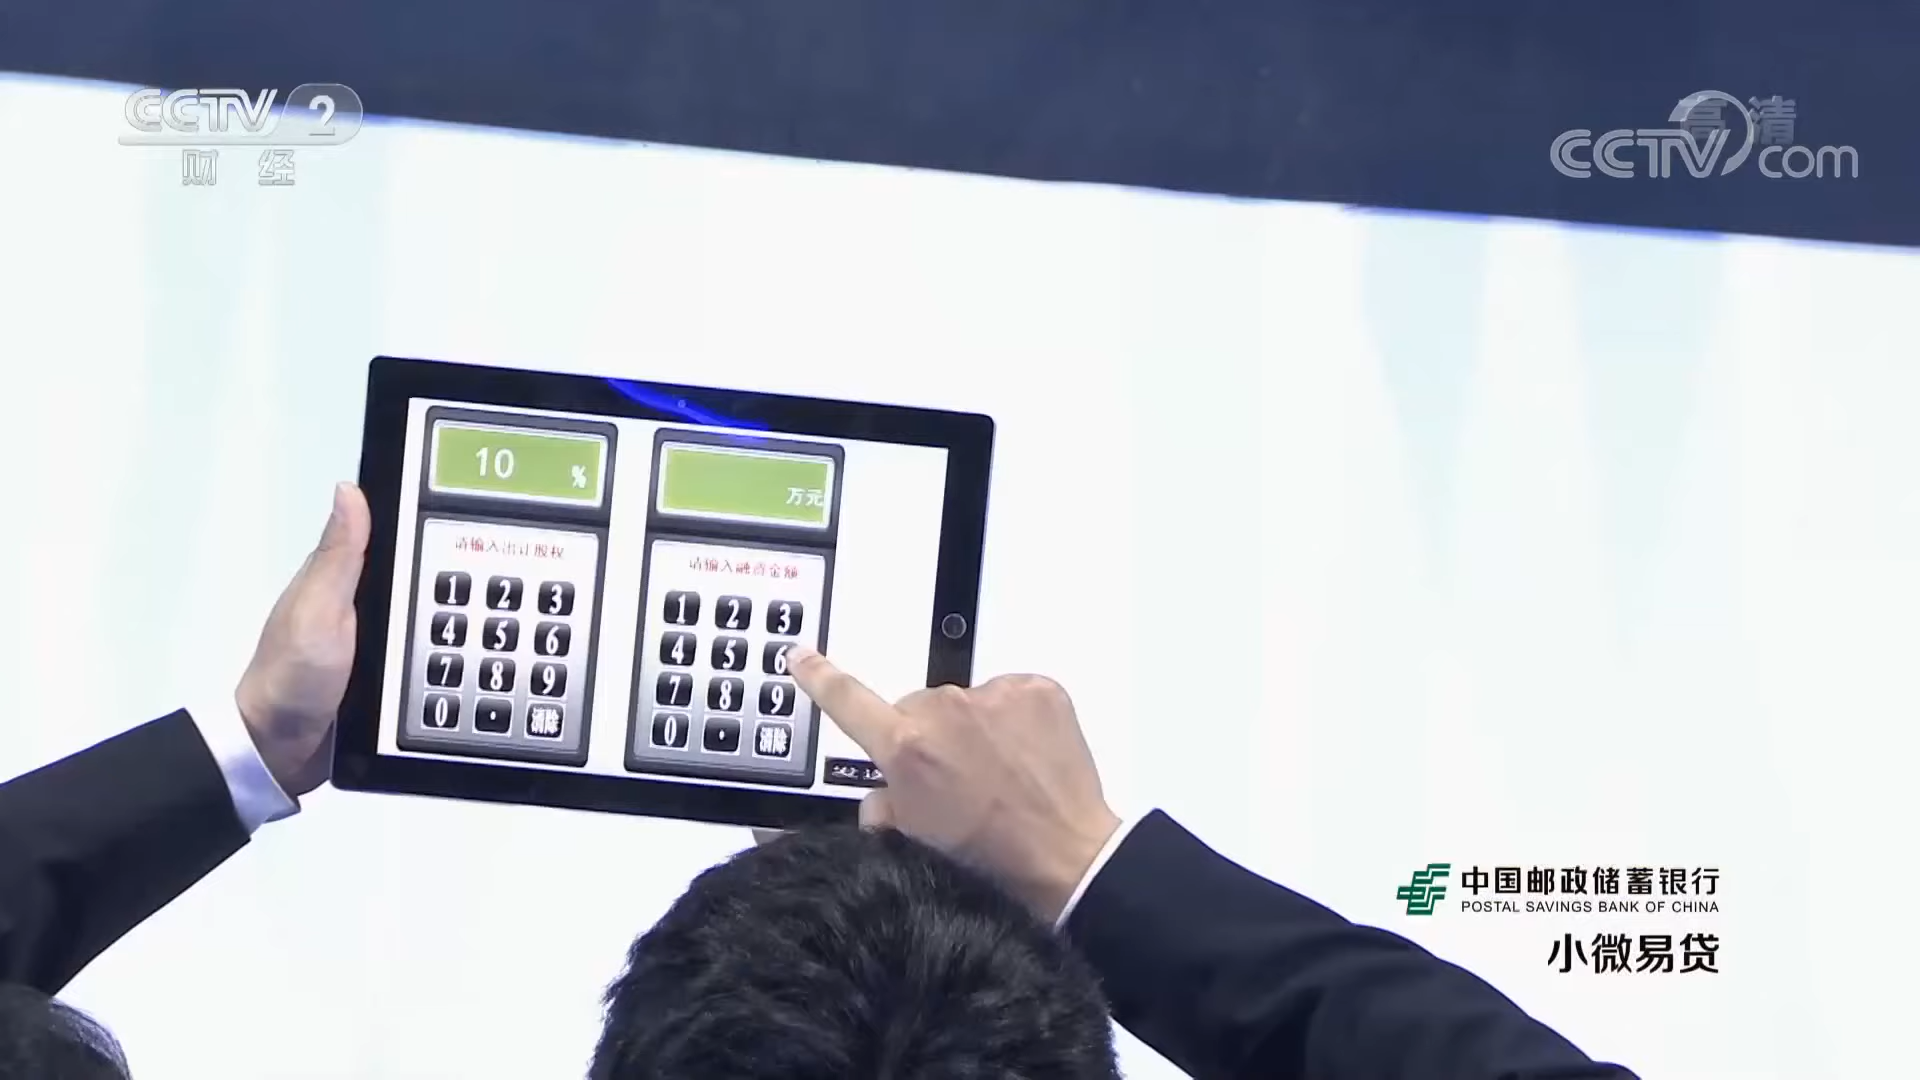 CCTV 2
财 经
高清
CCTV.com
10 %
万元
请输入出让股权
请输入融资金额
1 2 3
4 5 6
7 8 9
0 · 清除
1 2 3
4 5 6
7 8 9
0 · 清除
中国邮政储蓄银行
POSTAL SAVINGS BANK OF CHINA
小微易贷